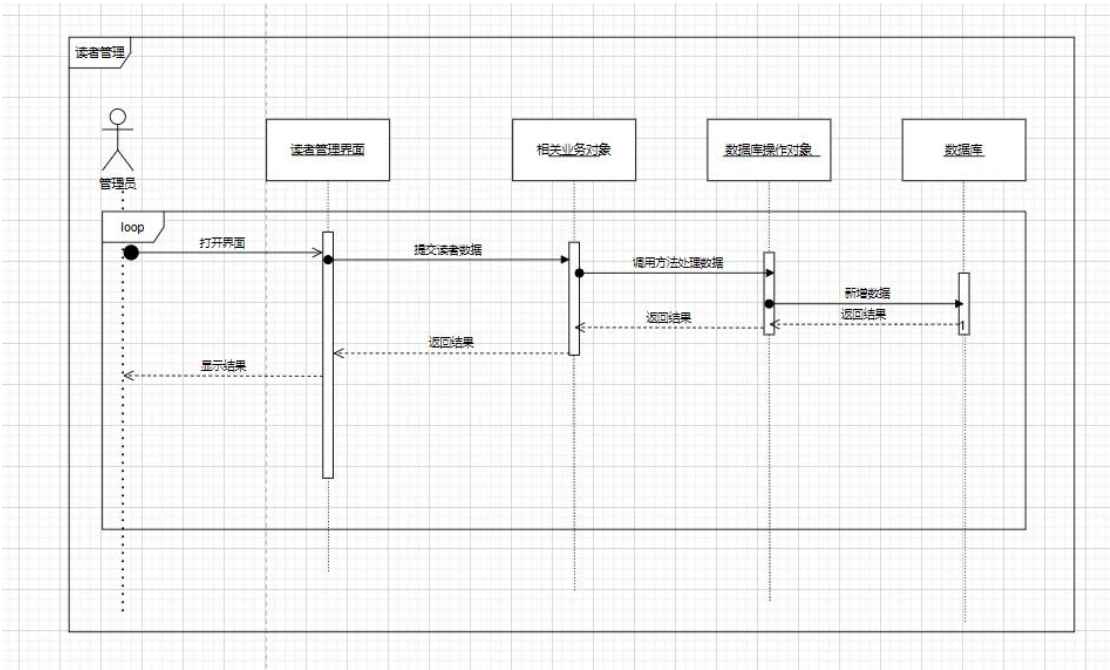 读者管理
管理员
读者管理界面
相关业务对象
数据库操作对象
数据库
loop
打开界面
提交读者数据
调用方法处理数据
新增数据
返回结果
1
返回结果
返回结果
显示结果